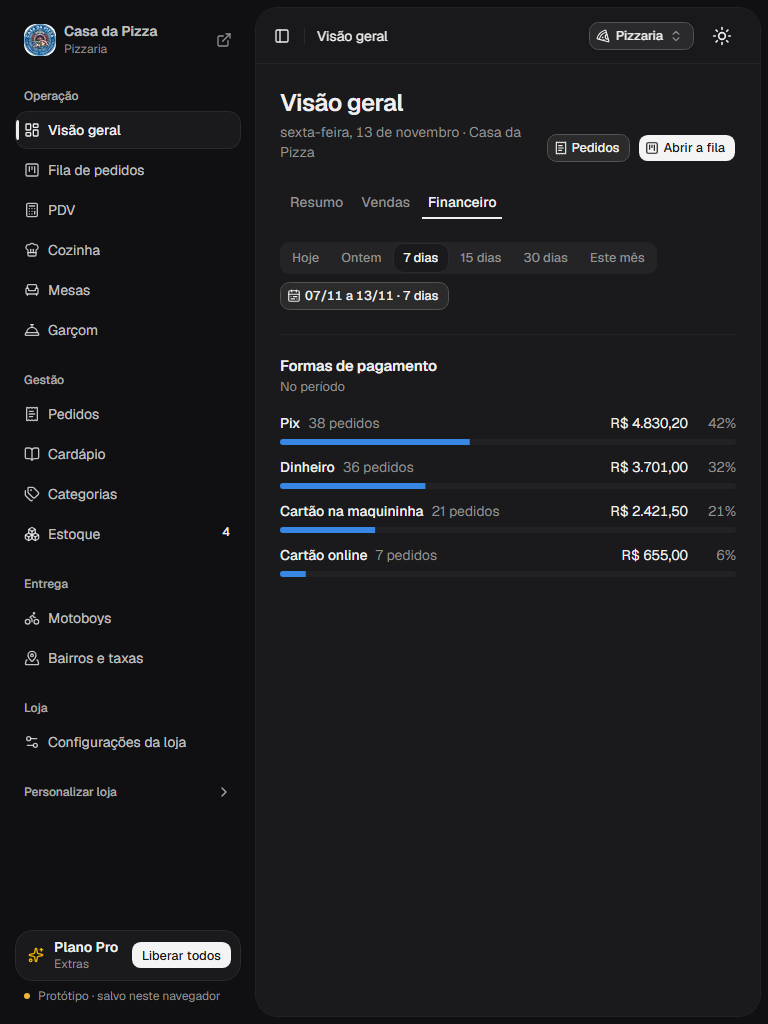 Casa da Pizza
Pizzaria
Operação
Visão geral
Fila de pedidos
PDV
Cozinha
Mesas
Garçom
Gestão
Pedidos
Cardápio
Categorias
Estoque 4
Entrega
Motoboys
Bairros e taxas
Loja
Configurações da loja
Personalizar loja
Plano Pro
Extras
Liberar todos
Protótipo · salvo neste navegador
Visão geral
Pizzaria
Visão geral
sexta-feira, 13 de novembro · Casa da
Pizza
Pedidos
Abrir a fila
Resumo Vendas Financeiro
Hoje Ontem 7 dias 15 dias 30 dias Este mês
07/11 a 13/11 · 7 dias
Formas de pagamento
No período
Pix 38 pedidos R$ 4.830,20 42%
Dinheiro 36 pedidos R$ 3.701,00 32%
Cartão na maquininha 21 pedidos R$ 2.421,50 21%
Cartão online 7 pedidos R$ 655,00 6%